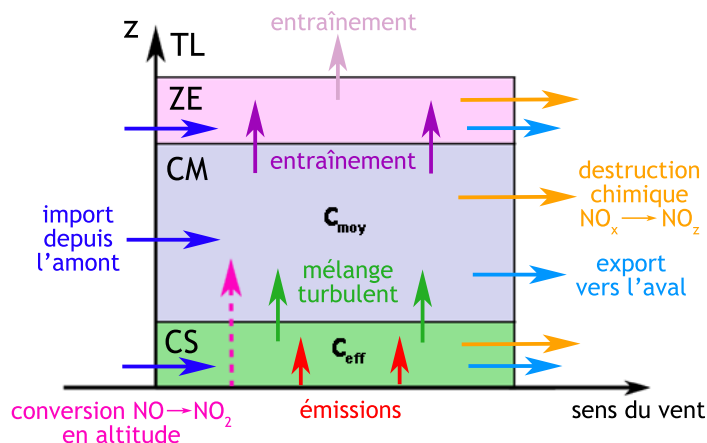 entraînement
z
TL
ZE
entraînement
CM
destruction
chimique
NOx → NOz
Cmoy
import
depuis
l'amont
mélange
turbulent
export
vers l'aval
CS
Ceff
conversion NO→NO2
en altitude
émissions
sens du vent